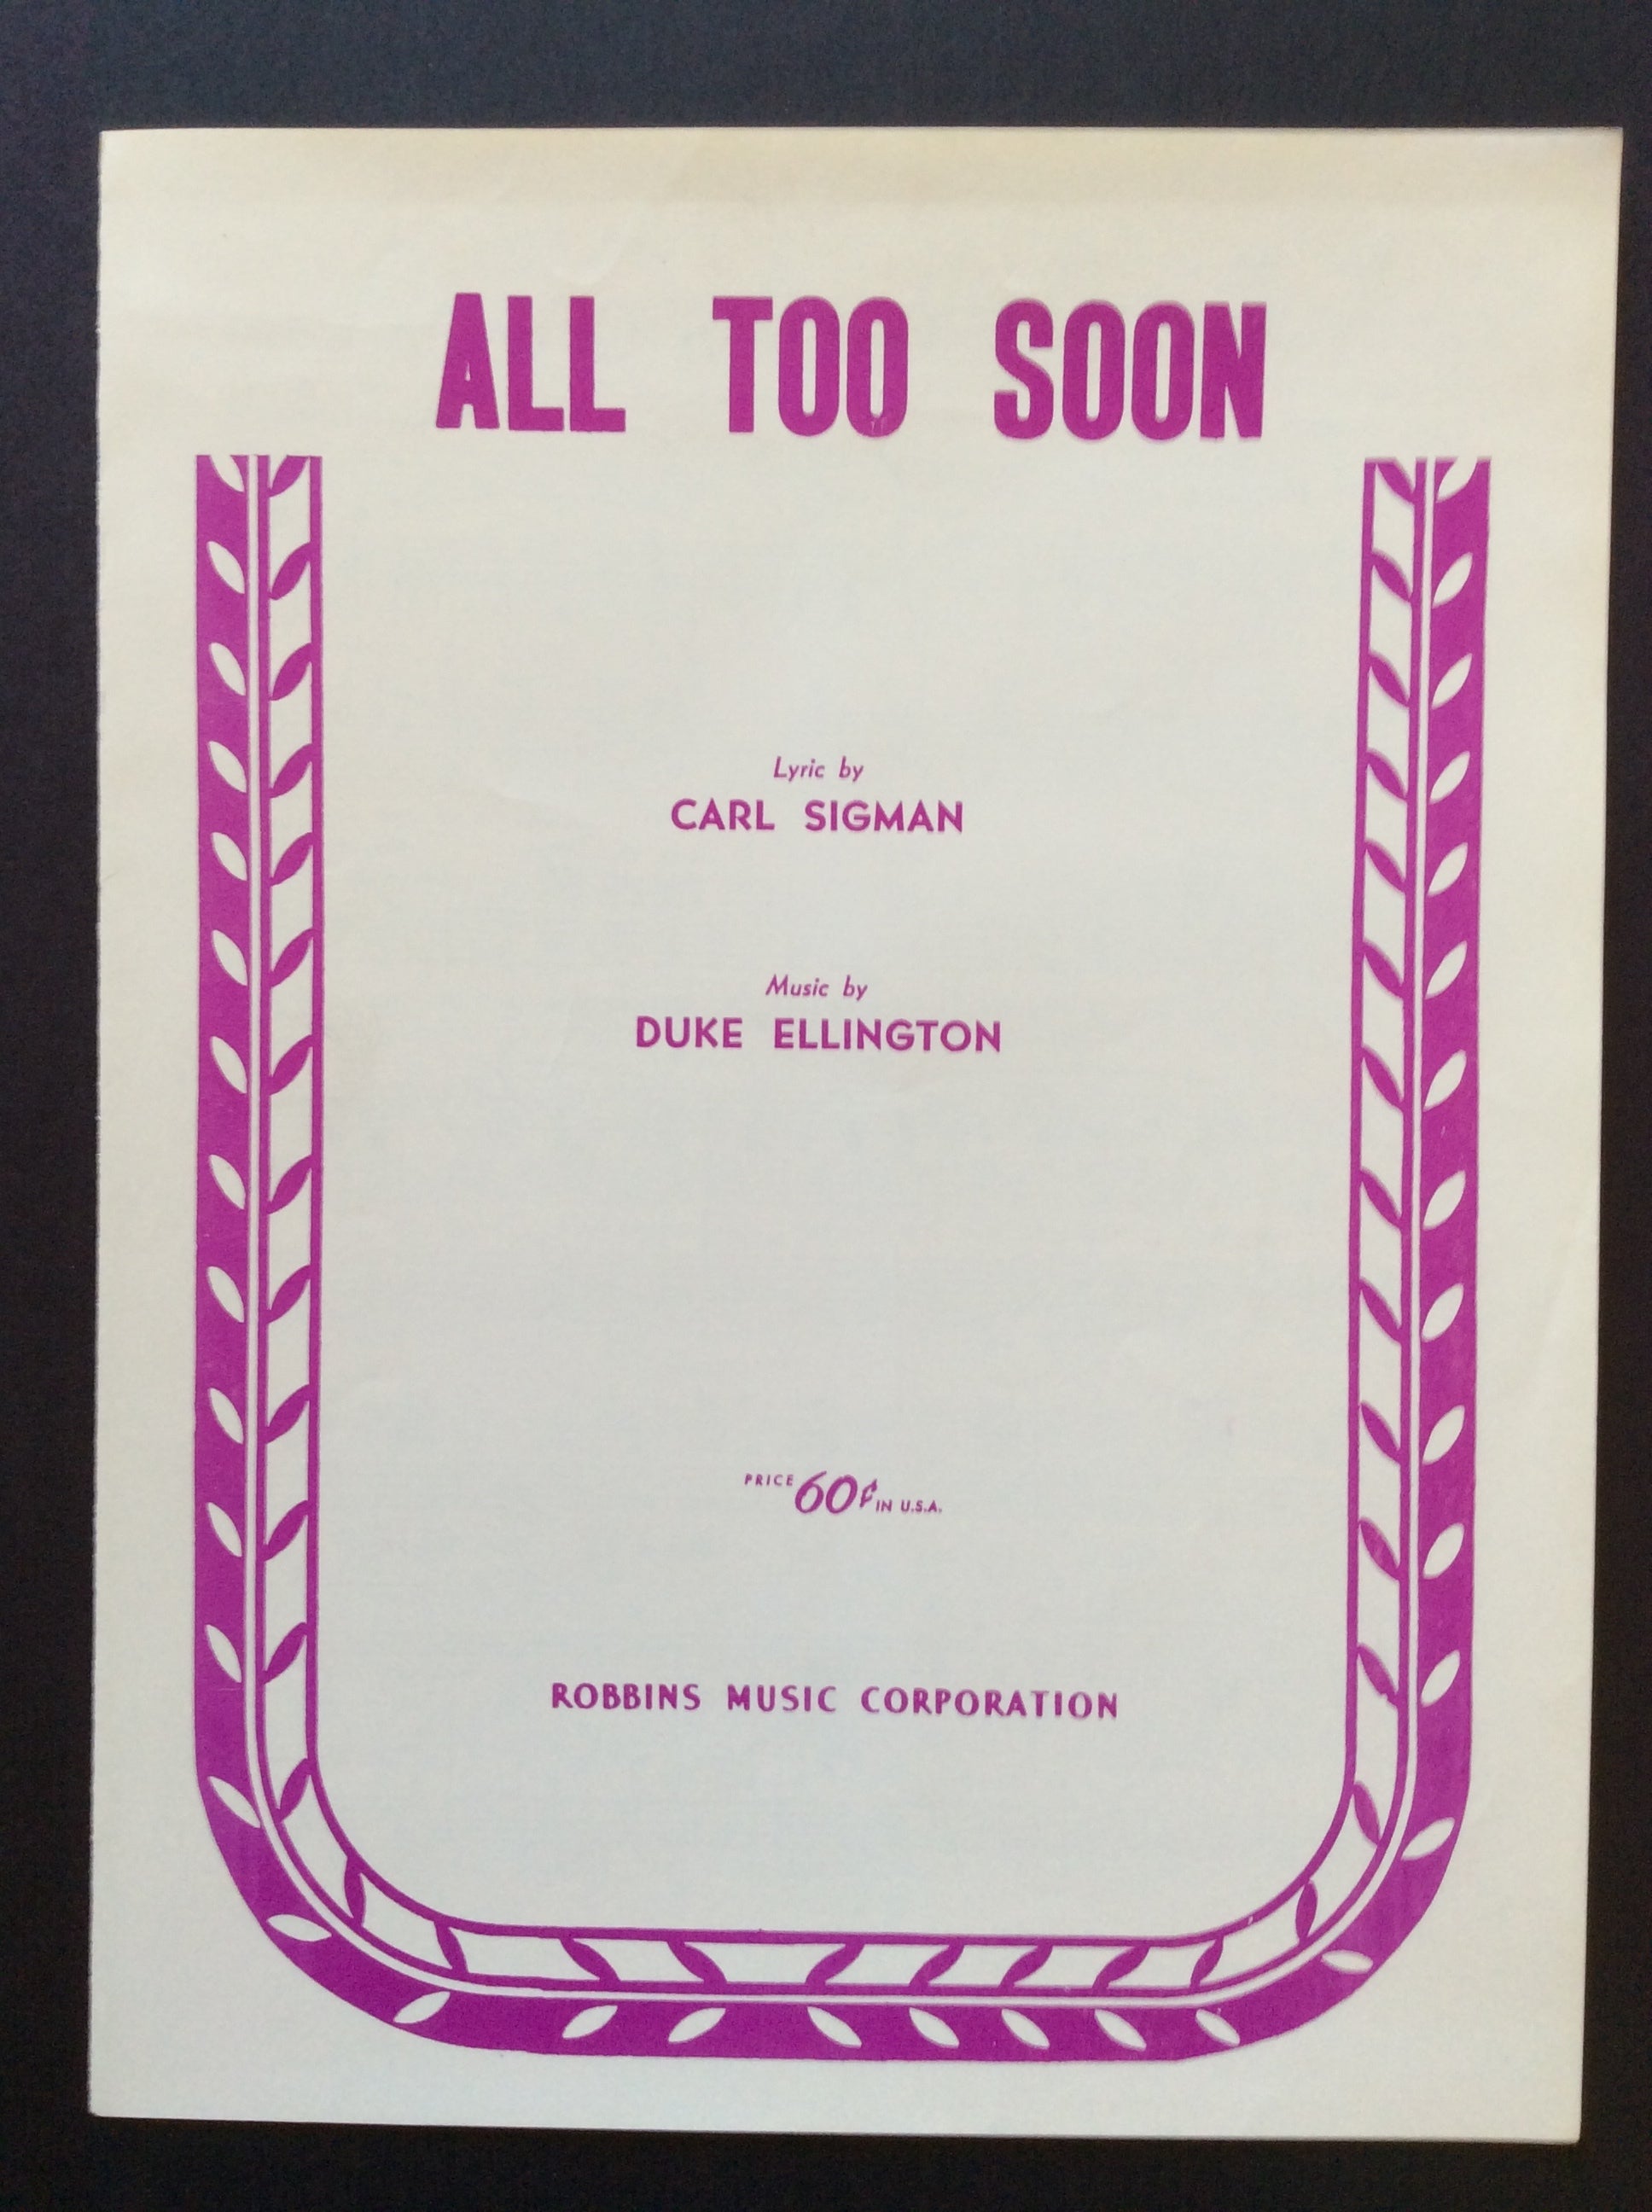 ALL TOO SOON
Lyric by
CARL SIGMAN
Music by
DUKE ELLINGTON
PRICE 60¢ IN U.S.A.
ROBBINS MUSIC CORPORATION